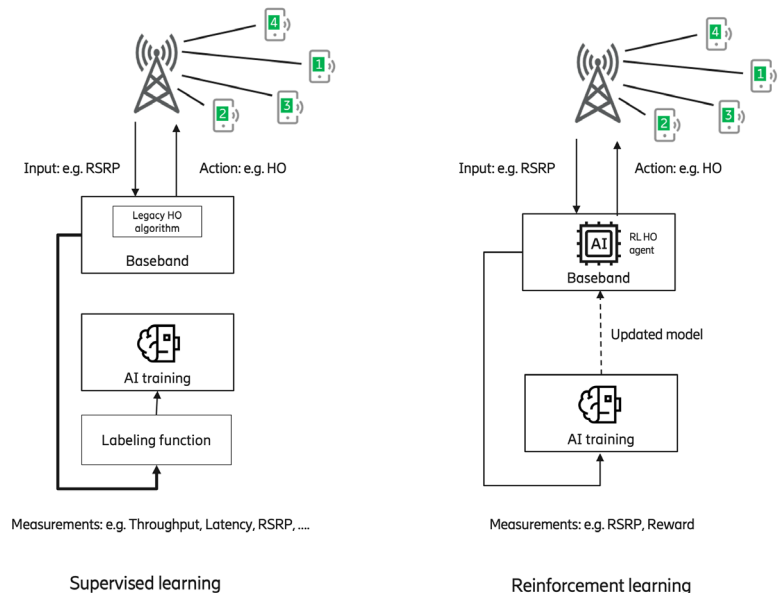 4
1
3
2
Input: e.g. RSRP
Action: e.g. HO
Legacy HO
algorithm
Baseband
AI training
Labeling function
Measurements: e.g. Throughput, Latency, RSRP, ....
Supervised learning
4
1
3
2
Input: e.g. RSRP
Action: e.g. HO
AI
RL HO
agent
Baseband
Updated model
AI training
Measurements: e.g. RSRP, Reward
Reinforcement learning